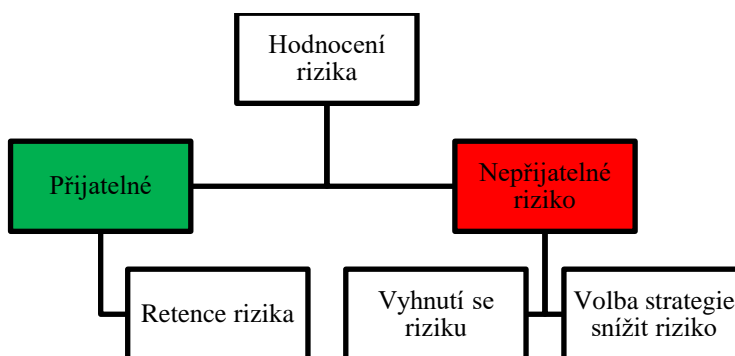 Hodnocení
rizika
Přijatelné
Nepřijatelné
riziko
Retence rizika
Vyhnutí se
riziku
Volba strategie
snížit riziko